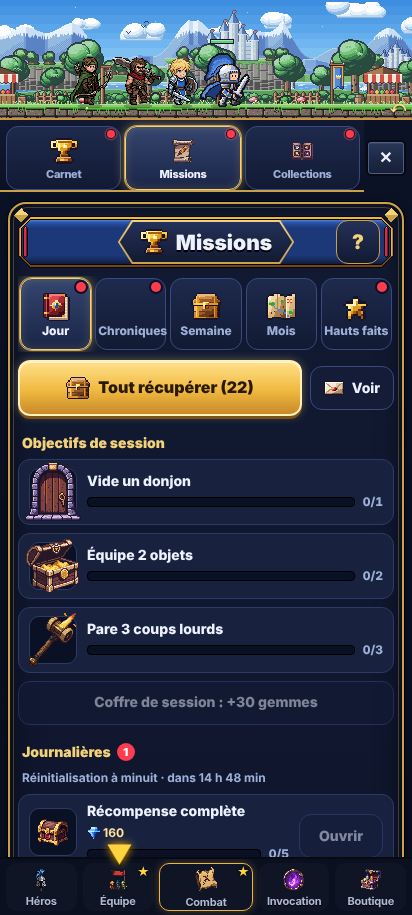 Carnet
Missions
Collections
×
Missions
?
Jour
Chroniques
Semaine
Mois
Hauts faits
Tout récupérer (22)
Voir
Objectifs de session
Vide un donjon
0/1
Équipe 2 objets
0/2
Pare 3 coups lourds
0/3
Coffre de session : +30 gemmes
Journalières 1
Réinitialisation à minuit · dans 14 h 48 min
Récompense complète
160
0/5
Ouvrir
Héros
Équipe
Combat
Invocation
Boutique